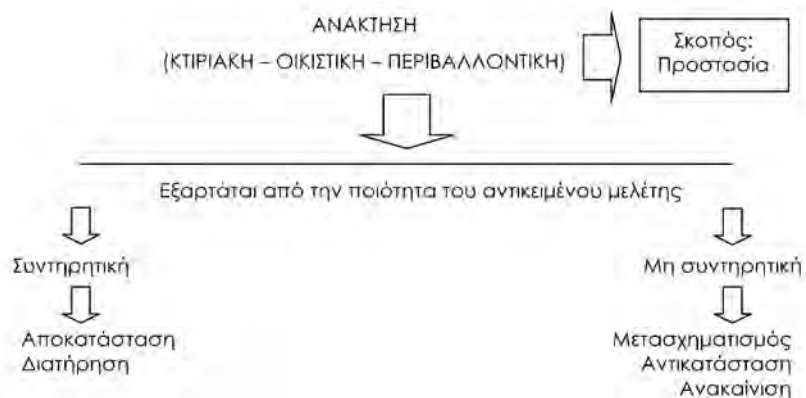 ΑΝΑΚΤΗΣΗ
(ΚΤΙΡΙΑΚΗ – ΟΙΚΙΣΤΙΚΗ – ΠΕΡΙΒΑΛΛΟΝΤΙΚΗ)
Σκοπός:
Προστασία
Εξαρτάται από την ποιότητα του αντικειμένου μελέτης
Συντηρητική
Μη συντηρητική
Αποκατάσταση
Διατήρηση
Μετασχηματισμός
Αντικατάσταση
Ανακαίνιση